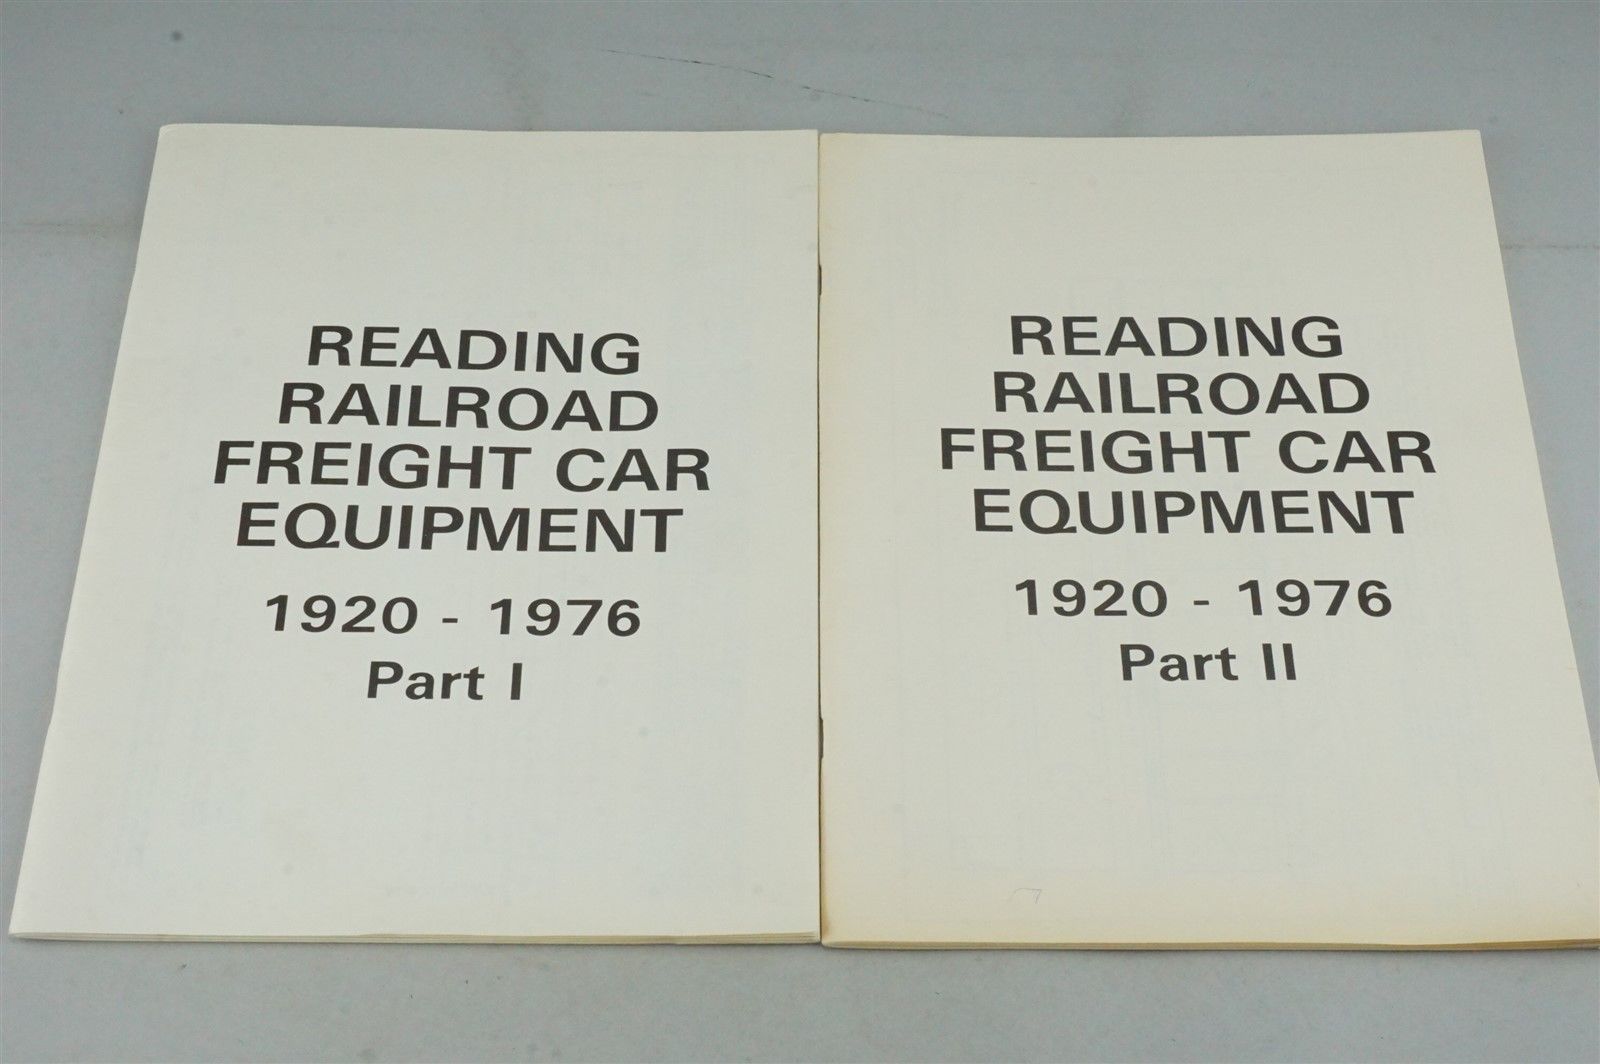 READING
RAILROAD
FREIGHT CAR
EQUIPMENT
1920 - 1976
Part I
READING
RAILROAD
FREIGHT CAR
EQUIPMENT
1920 - 1976
Part II